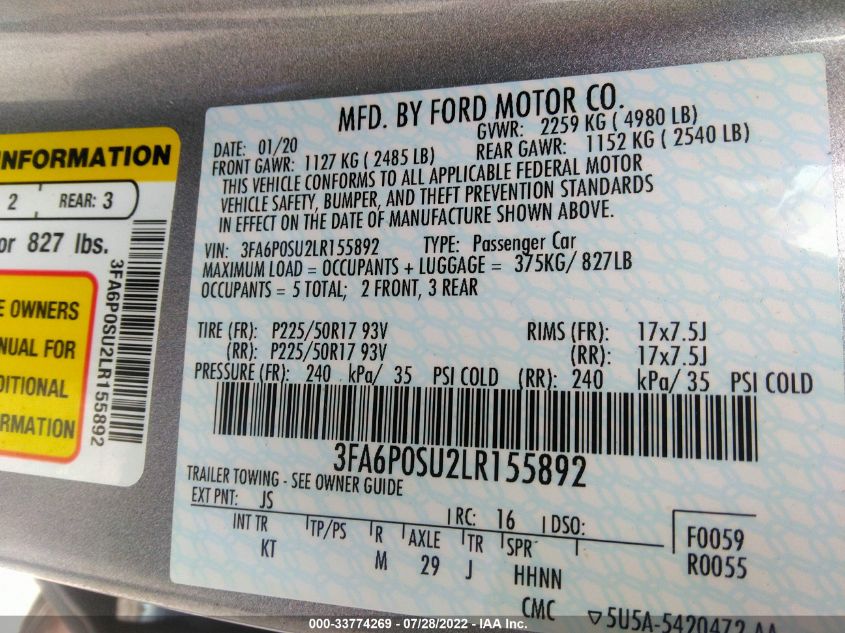 INFORMATION
2 REAR: 3
or 827 lbs.
E OWNERS
NUAL FOR
DITIONAL
ORMATION
3FA6P0SU2LR155892
MFD. BY FORD MOTOR CO.
DATE: 01/20 GVWR: 2259 KG ( 4980 LB)
FRONT GAWR: 1127 KG ( 2485 LB) REAR GAWR: 1152 KG ( 2540 LB)
THIS VEHICLE CONFORMS TO ALL APPLICABLE FEDERAL MOTOR
VEHICLE SAFETY, BUMPER, AND THEFT PREVENTION STANDARDS
IN EFFECT ON THE DATE OF MANUFACTURE SHOWN ABOVE.
VIN: 3FA6P0SU2LR155892 TYPE: Passenger Car
MAXIMUM LOAD = OCCUPANTS + LUGGAGE = 375KG/ 827LB
OCCUPANTS = 5 TOTAL; 2 FRONT, 3 REAR
TIRE (FR): P225/50R17 93V RIMS (FR): 17x7.5J
(RR): P225/50R17 93V (RR): 17x7.5J
PRESSURE (FR): 240 kPa/ 35 PSI COLD (RR): 240 kPa/ 35 PSI COLD
3FA6P0SU2LR155892
TRAILER TOWING - SEE OWNER GUIDE
EXT PNT: JS RC: 16 DSO:
INT TR TP/PS R AXLE TR SPR F0059
KT M 29 J HHNN R0055
CMC ▽5U5A-5420472 AA
000-33774269 - 07/28/2022 - IAA Inc.